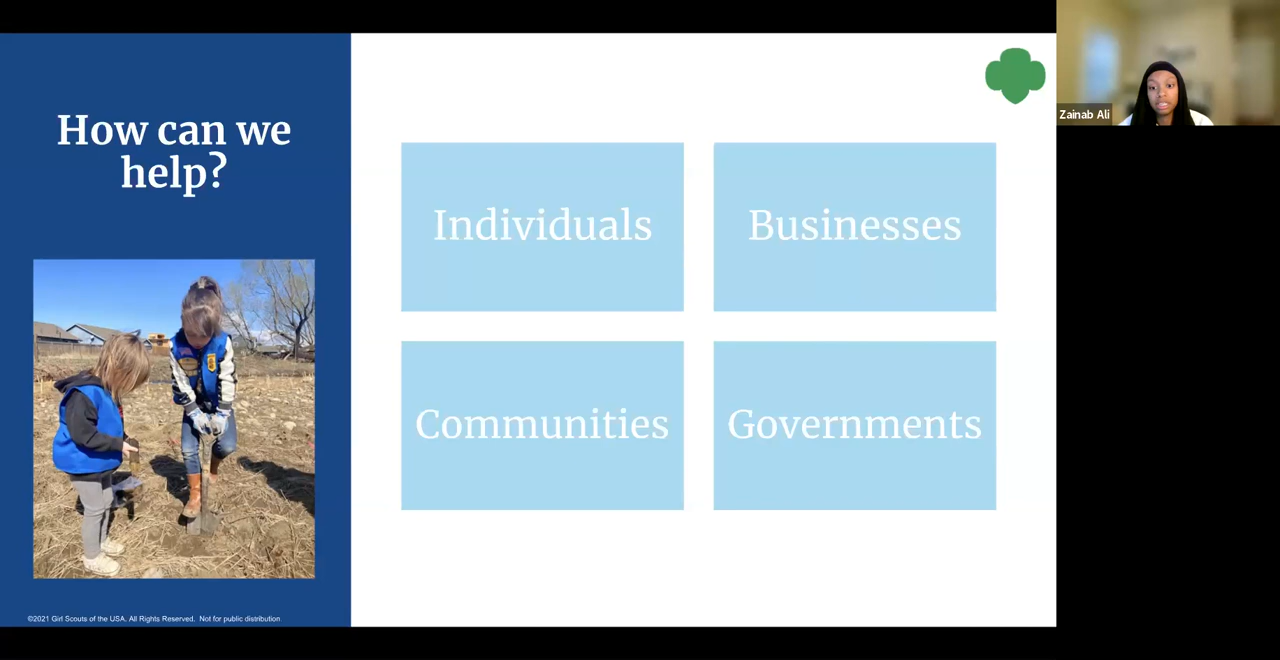 How can we
help?
Individuals
Businesses
Communities
Governments
©2021 Girl Scouts of the USA. All Rights Reserved. Not for public distribution
Zainab Ali